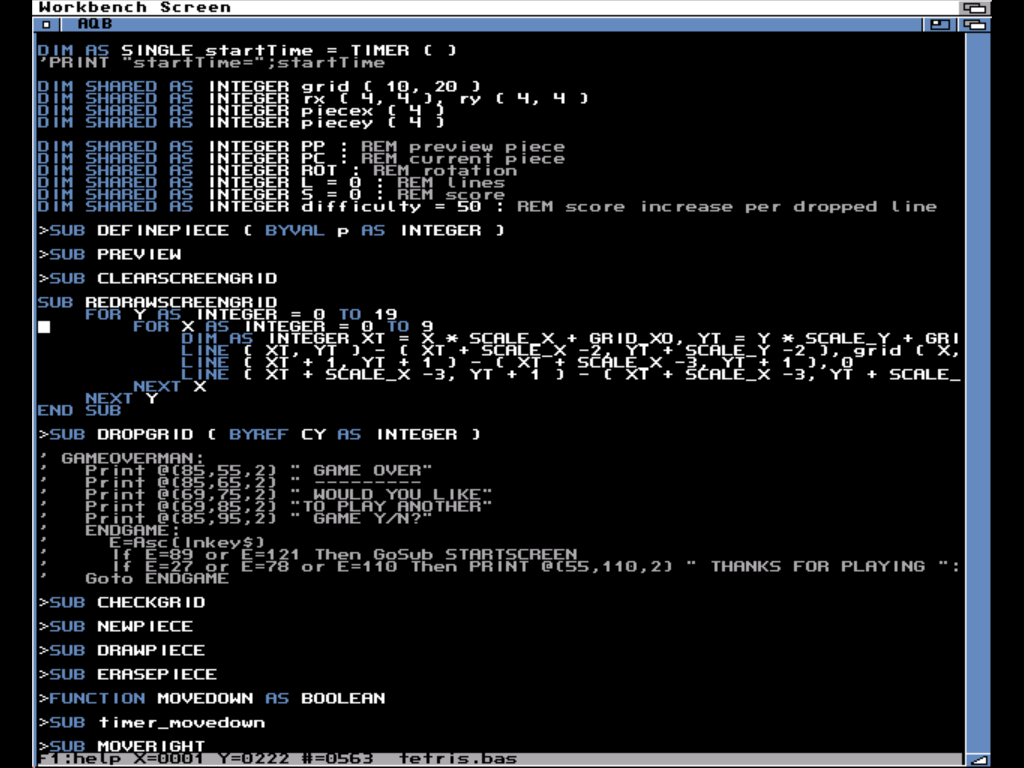 Workbench Screen
AQB
DIM AS SINGLE startTime = TIMER ( )
'PRINT "startTime=";startTime
DIM SHARED AS INTEGER grid ( 10, 20 )
DIM SHARED AS INTEGER rx ( 4, 4 ), ry ( 4, 4 )
DIM SHARED AS INTEGER piecex ( 4 )
DIM SHARED AS INTEGER piecey ( 4 )
DIM SHARED AS INTEGER PP : REM preview piece
DIM SHARED AS INTEGER PC : REM current piece
DIM SHARED AS INTEGER ROT : REM rotation
DIM SHARED AS INTEGER L = 0 : REM lines
DIM SHARED AS INTEGER S = 0 : REM score
DIM SHARED AS INTEGER difficulty = 50 : REM score increase per dropped line
>SUB DEFINEPIECE ( BYVAL p AS INTEGER )
>SUB PREVIEW
>SUB CLEARSCREENGRID
SUB REDRAWSCREENGRID
FOR Y AS INTEGER = 0 TO 19
FOR X AS INTEGER = 0 TO 9
DIM AS INTEGER XT = X * SCALE_X + GRID_XO, YT = Y * SCALE_Y + GRI
LINE ( XT, YT ) - ( XT + SCALE_X -2, YT + SCALE_Y -2 ), grid ( X,
LINE ( XT + 1, YT + 1 ) - ( XT + SCALE_X -3, YT + 1 ), 0
LINE ( XT + SCALE_X -3, YT + 1 ) - ( XT + SCALE_X -3, YT + SCALE_
NEXT X
NEXT Y
END SUB
>SUB DROPGRID ( BYREF CY AS INTEGER )
' GAMEOVERMAN:
' Print @(85,55,2) " GAME OVER"
' Print @(85,65,2) " ---------
' Print @(69,75,2) " WOULD YOU LIKE"
' Print @(69,85,2) "TO PLAY ANOTHER"
' Print @(85,95,2) " GAME Y/N?"
' ENDGAME:
' E=Asc(Inkey$)
' If E=89 or E=121 Then GoSub STARTSCREEN
' If E=27 or E=78 or E=110 Then PRINT @(55,110,2) " THANKS FOR PLAYING ":
' Goto ENDGAME
>SUB CHECKGRID
>SUB NEWPIECE
>SUB DRAWPIECE
>SUB ERASEPIECE
>FUNCTION MOVEDOWN AS BOOLEAN
>SUB timer_movedown
>SUB MOVERIGHT
F1:help X=0001 Y=0222 #=0563 tetris.bas